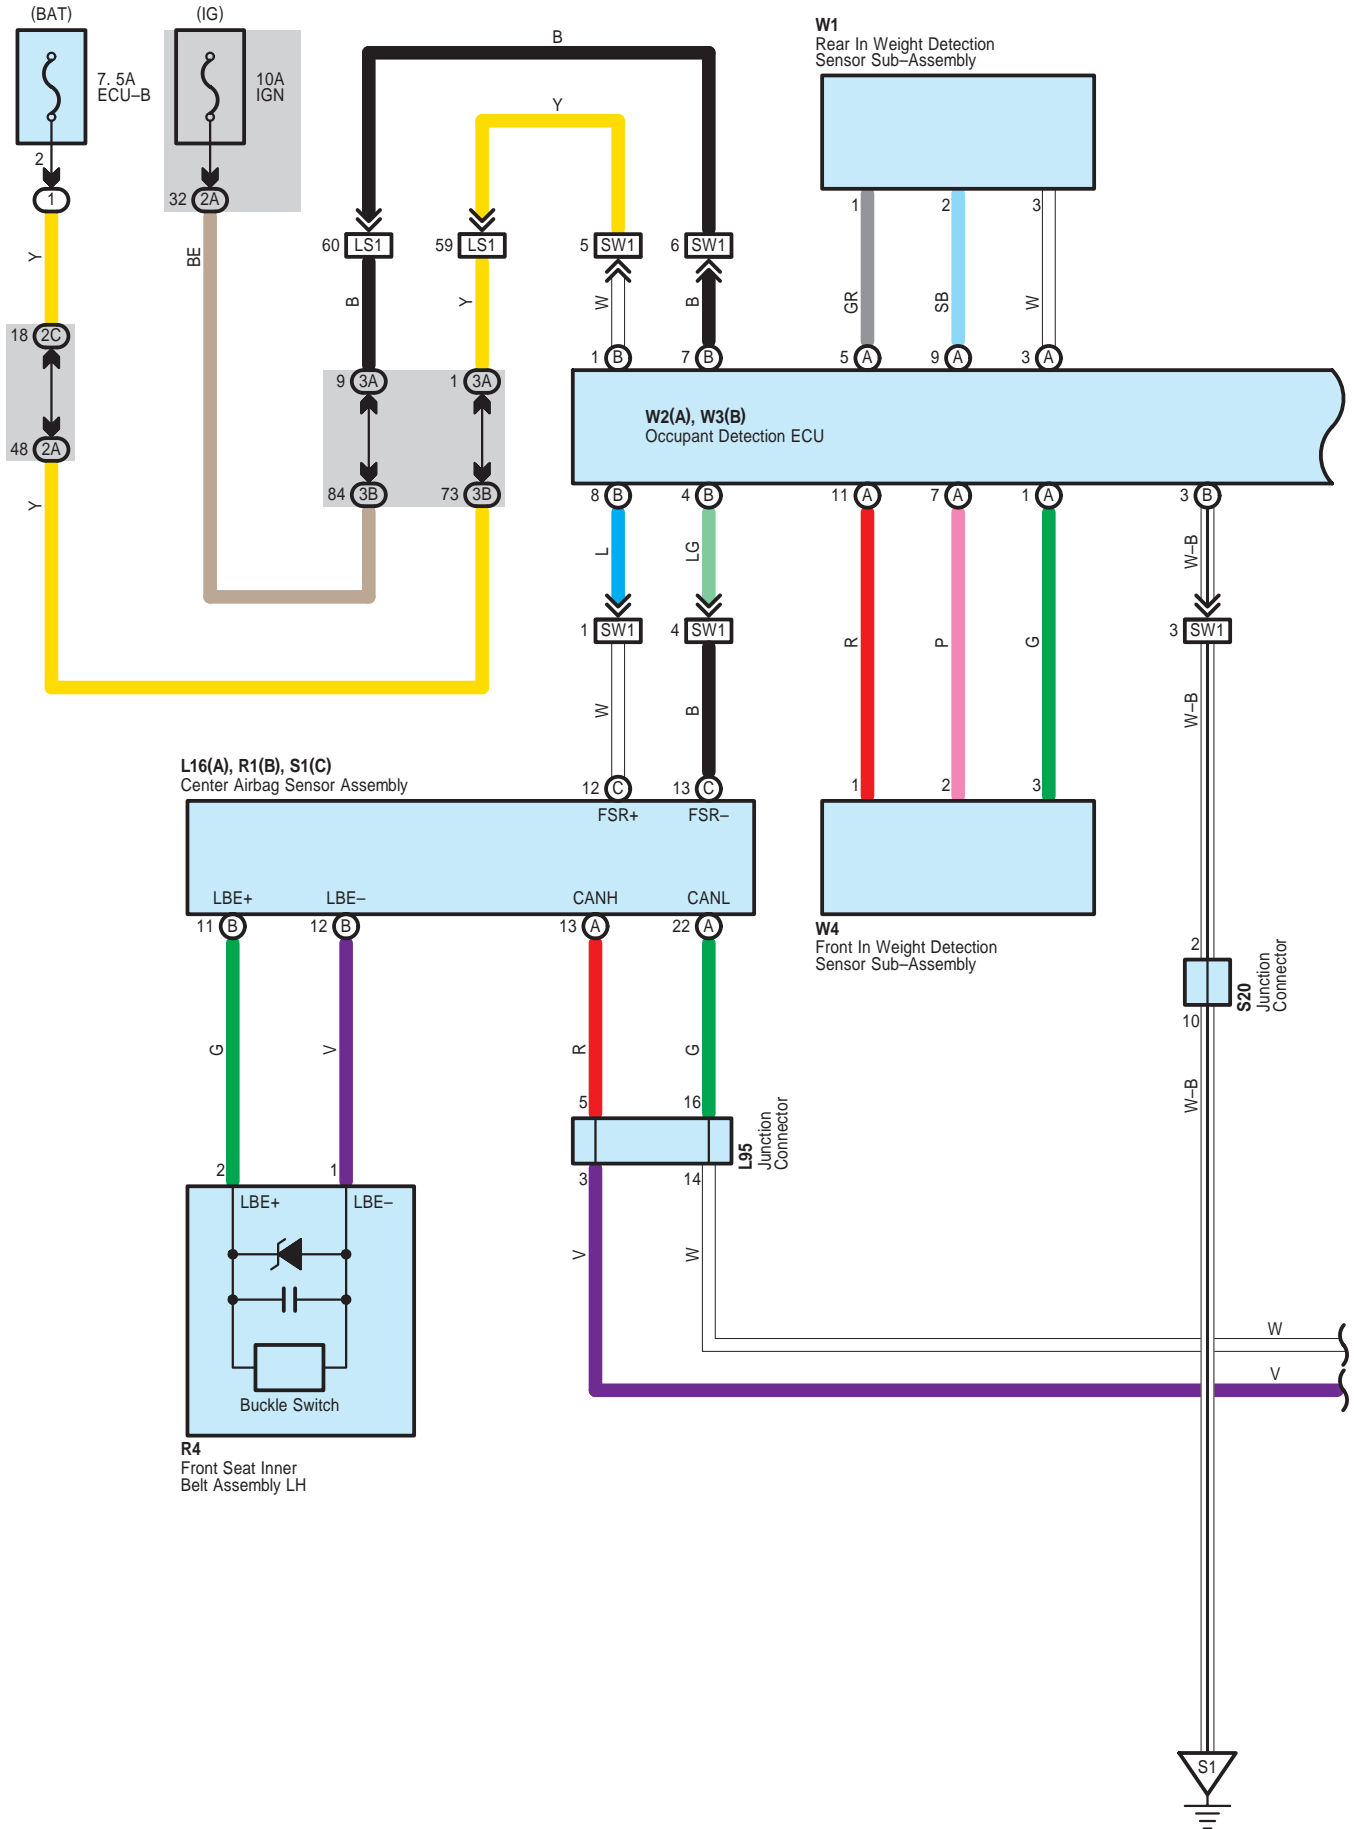 (BAT)
(IG)
7. 5A
ECU–B
10A
IGN
B
Y
W1
Rear In Weight Detection
Sensor Sub–Assembly
2
1
32 2A
1 2 3
60 LS1
59 LS1
5 SW1
6 SW1
Y
BE
B
Y
W
B
GR
SB
W
18 2C
9 3A
1 3A
1 B
7 B
5 A
9 A
3 A
W2(A), W3(B)
Occupant Detection ECU
48 2A
84 3B
73 3B
8 B
4 B
11 A
7 A
1 A
3 B
Y
L
LG
W–B
1 SW1
4 SW1
3 SW1
R
P
G
W
B
W–B
L16(A), R1(B), S1(C)
Center Airbag Sensor Assembly
12 C
13 C
1 2 3
FSR+ FSR–
LBE+ LBE– CANH CANL
11 B
12 B
13 A
22 A
W4
Front In Weight Detection
Sensor Sub–Assembly
2
S20
Junction
Connector
10
G
V
R
G
W–B
5 16
L95
Junction
Connector
3 14
2 1
LBE+ LBE–
V
W
W
V
Buckle Switch
R4
Front Seat Inner
Belt Assembly LH
S1